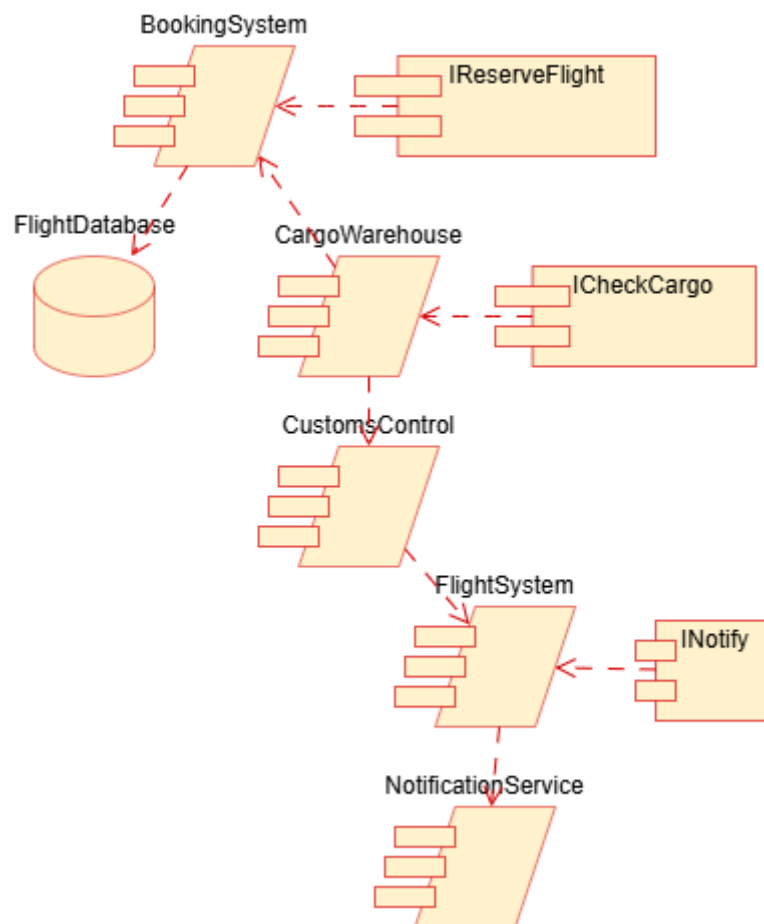 BookingSystem
IReserveFlight
FlightDatabase
CargoWarehouse
ICheckCargo
CustomsControl
FlightSystem
INotify
NotificationService